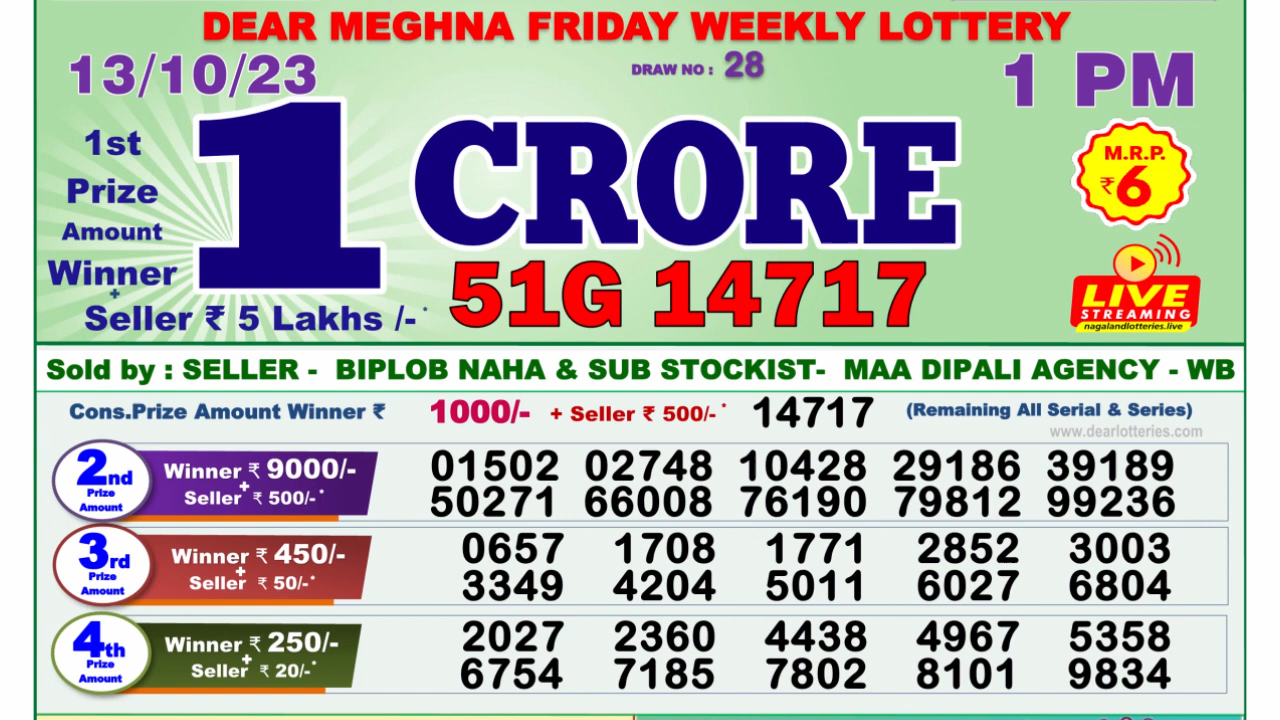 DEAR MEGHNA FRIDAY WEEKLY LOTTERY
13/10/23
DRAW NO : 28
1 PM
1st
Prize
Amount
Winner
+
Seller ₹ 5 Lakhs /-*
1 CRORE
51G 14717
M.R.P.
₹6
LIVE
STREAMING
nagalandlotteries.live
Sold by : SELLER - BIPLOB NAHA & SUB STOCKIST- MAA DIPALI AGENCY - WB
Cons.Prize Amount Winner ₹ 1000/- + Seller ₹ 500/-* 14717 (Remaining All Serial & Series)
www.dearlotteries.com
2nd
Prize
Amount
Winner ₹ 9000/-
+
Seller ₹ 500/-*
01502 02748 10428 29186 39189
50271 66008 76190 79812 99236
3rd
Prize
Amount
Winner ₹ 450/-
+
Seller ₹ 50/-*
0657 1708 1771 2852 3003
3349 4204 5011 6027 6804
4th
Prize
Amount
Winner ₹ 250/-
+
Seller ₹ 20/-*
2027 2360 4438 4967 5358
6754 7185 7802 8101 9834